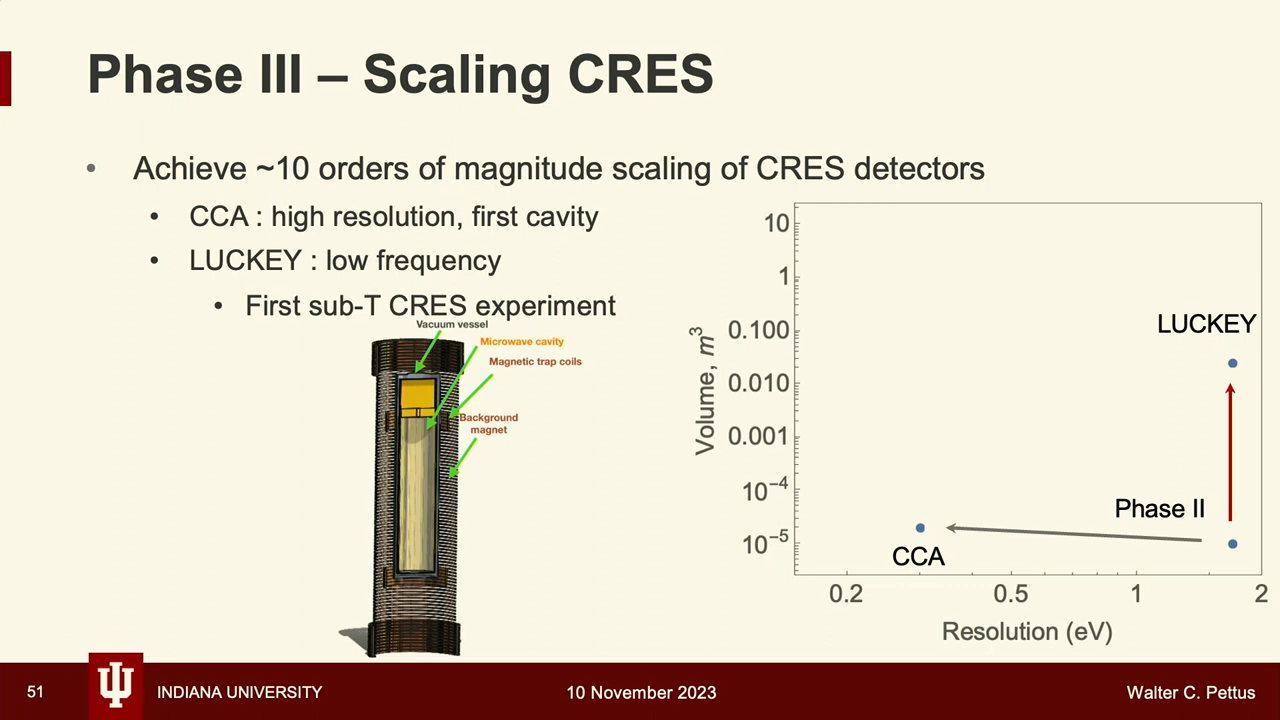 Phase III – Scaling CRES
• Achieve ~10 orders of magnitude scaling of CRES detectors
• CCA : high resolution, first cavity
• LUCKEY : low frequency
• First sub-T CRES experiment
Vacuum vessel
Microwave cavity
Magnetic trap coils
Background
magnet
Volume, m³
10
1
0.100
0.010
0.001
10⁻⁴
10⁻⁵
LUCKEY
Phase II
CCA
0.2 0.5 1 2
Resolution (eV)
51 INDIANA UNIVERSITY 10 November 2023 Walter C. Pettus